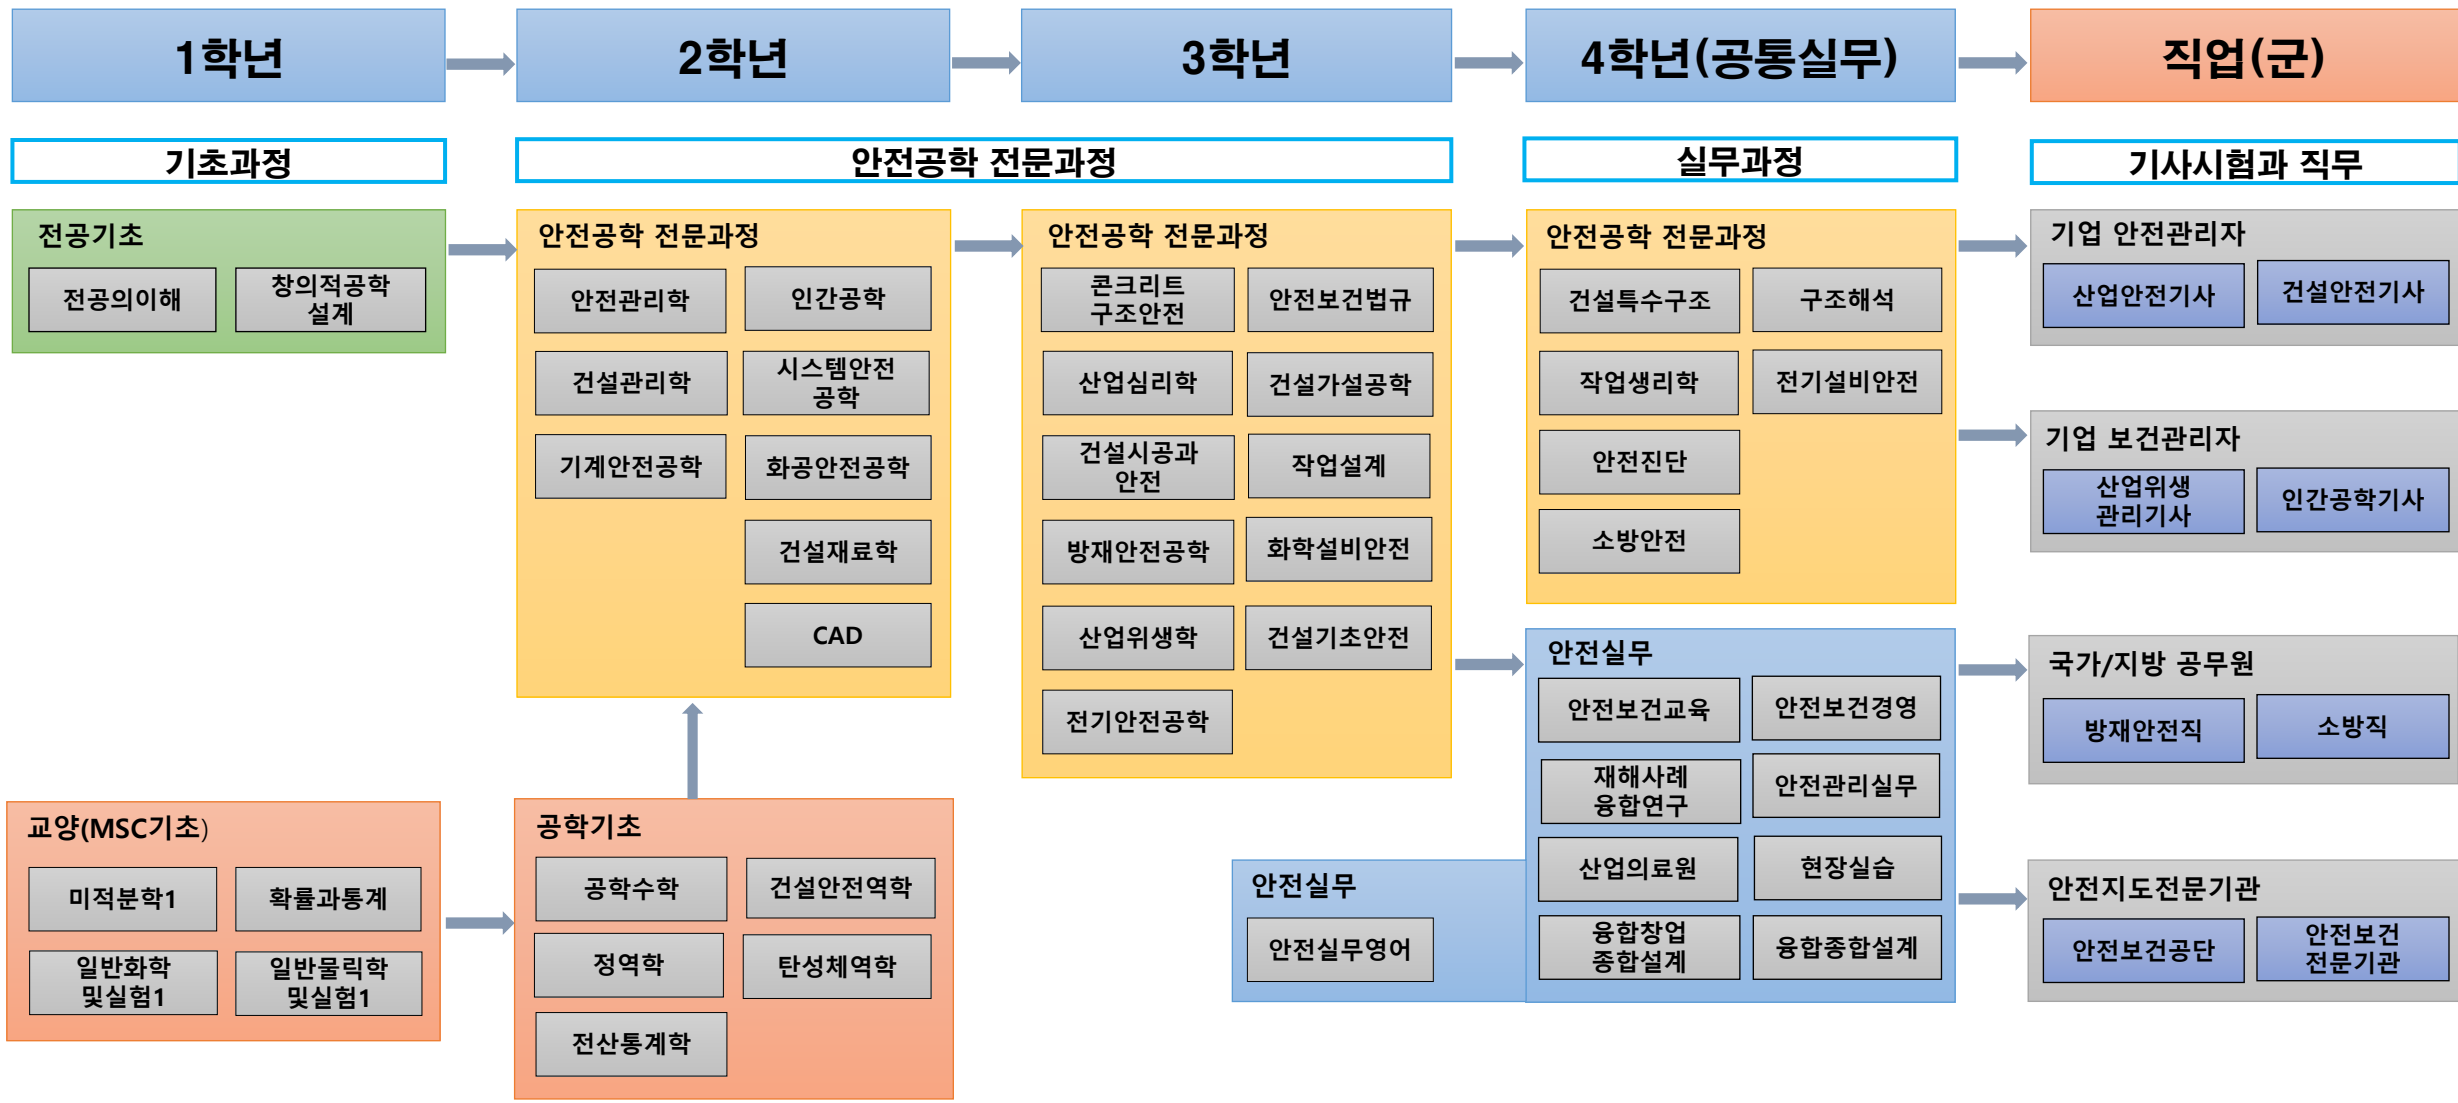 1학년
2학년
3학년
4학년(공통실무)
직업(군)
기초과정
안전공학 전문과정
실무과정
기사시험과 직무
전공기초
전공의이해
창의적공학
설계
교양(MSC기초)
미적분학1
확률과통계
일반화학
및실험1
일반물리학
및실험1
안전공학 전문과정
안전관리학
인간공학
건설관리학
시스템안전
공학
기계안전공학
화공안전공학
건설재료학
CAD
공학기초
공학수학
건설안전역학
정역학
탄성체역학
전산통계학
안전공학 전문과정
콘크리트
구조안전
안전보건법규
산업심리학
건설가설공학
건설시공과
안전
작업설계
방재안전공학
화학설비안전
산업위생학
건설기초안전
전기안전공학
안전실무
안전실무영어
안전공학 전문과정
건설특수구조
구조해석
작업생리학
전기설비안전
안전진단
소방안전
안전실무
안전보건교육
안전보건경영
재해사례
융합연구
안전관리실무
산업의료원
현장실습
융합창업
종합설계
융합종합설계
기업 안전관리자
산업안전기사
건설안전기사
기업 보건관리자
산업위생
관리기사
인간공학기사
국가/지방 공무원
방재안전직
소방직
안전지도전문기관
안전보건공단
안전보건
전문기관